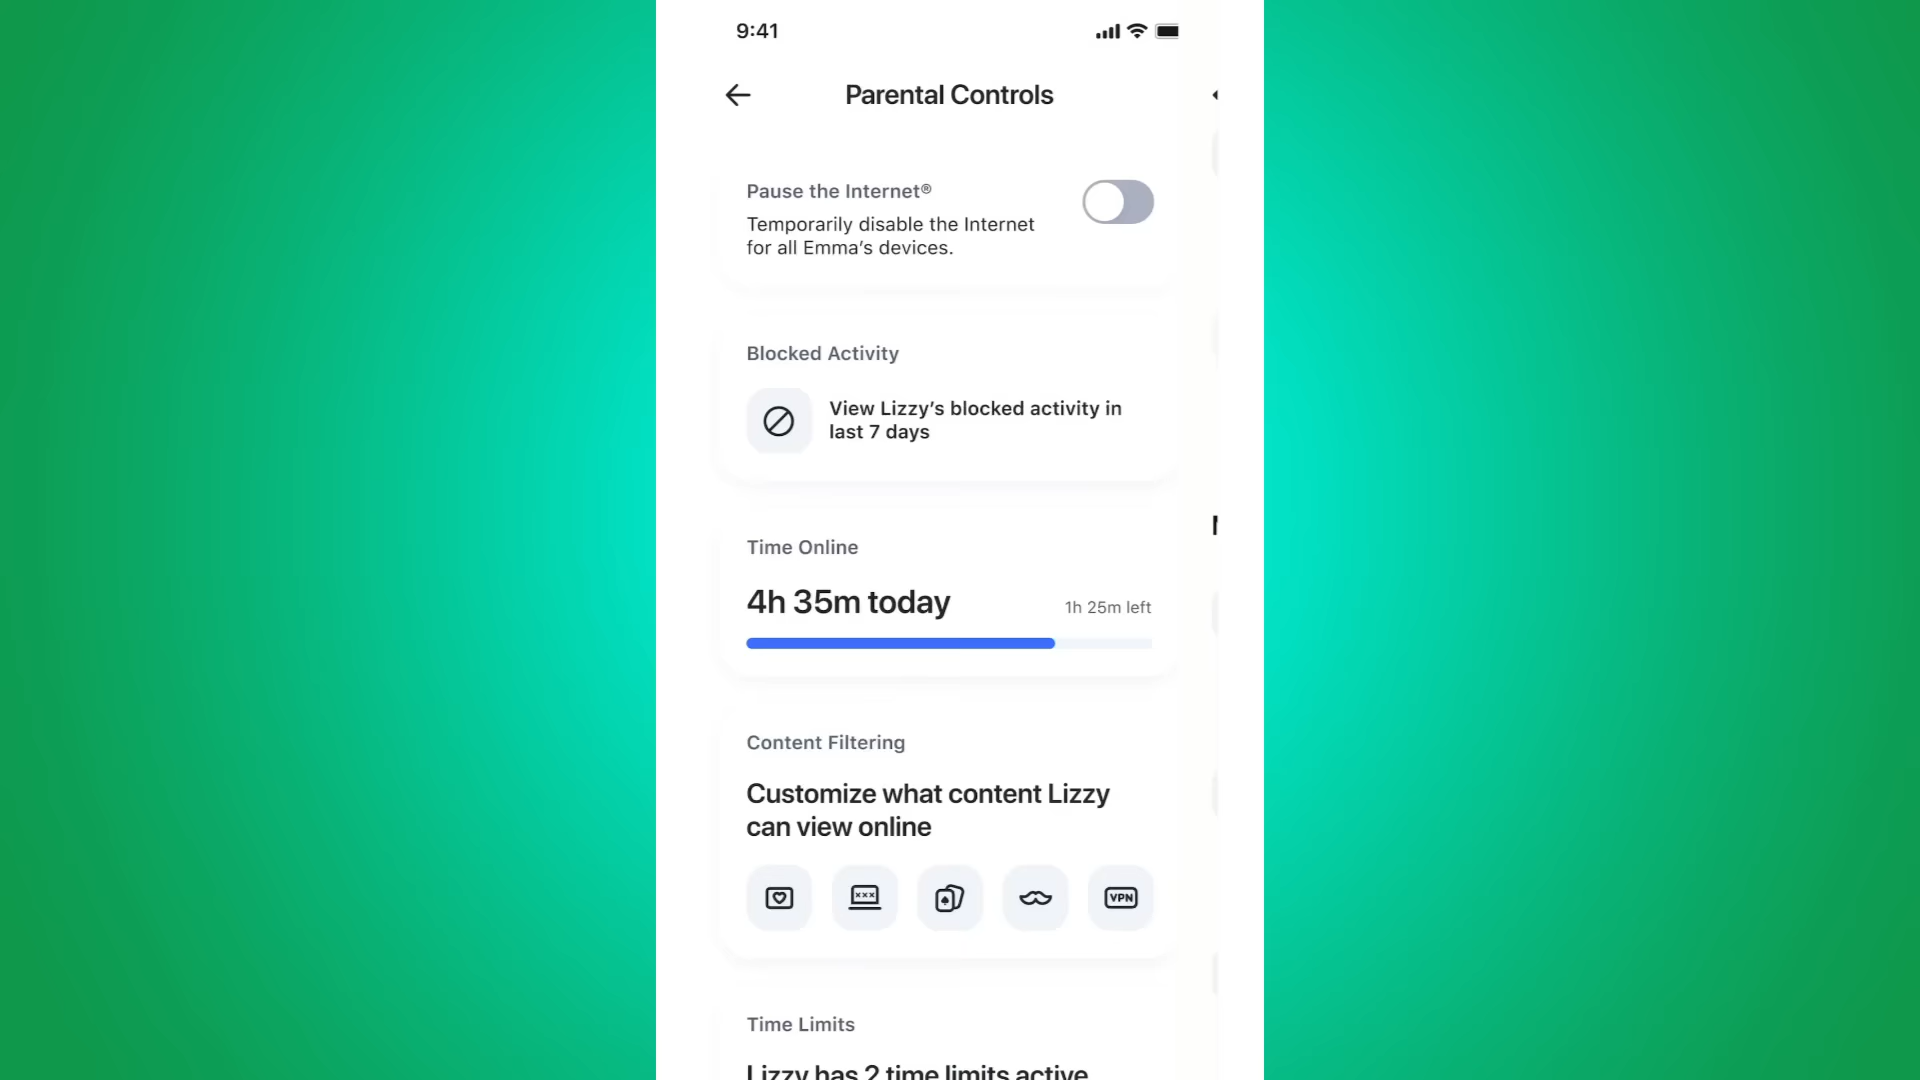 9:41
Parental Controls
Pause the Internet®
Temporarily disable the Internet
for all Emma’s devices.
Blocked Activity
View Lizzy’s blocked activity in
last 7 days
Time Online
4h 35m today
1h 25m left
Content Filtering
Customize what content Lizzy
can view online
XXX
VPN
Time Limits
Lizzy has 2 time limits active